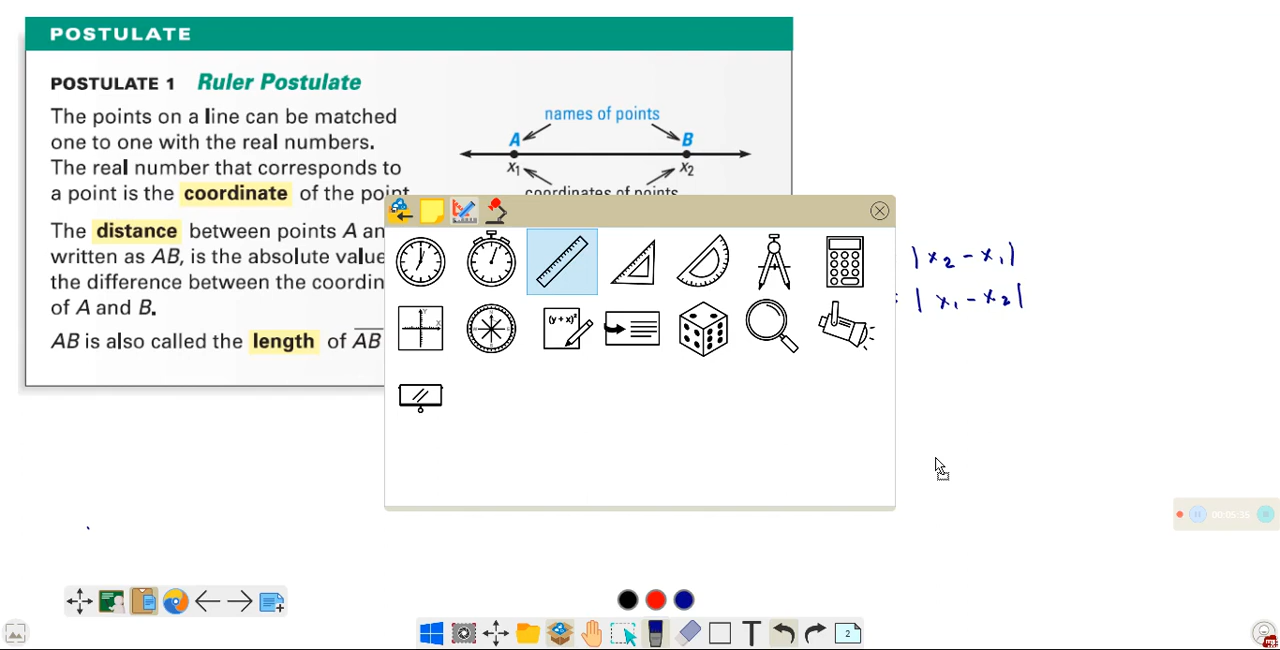 POSTULATE
POSTULATE 1 Ruler Postulate
The points on a line can be matched
one to one with the real numbers.
The real number that corresponds to
a point is the coordinate of the point
The distance between points A an
written as AB, is the absolute value
the difference between the coordin
of A and B.
AB is also called the length of AB
names of points
A B
x₁ x₂
coordinates of points
(y + x)²
Y
X
| x₂ - x₁|
= | x₁ - x₂|
00:05:35
T
2